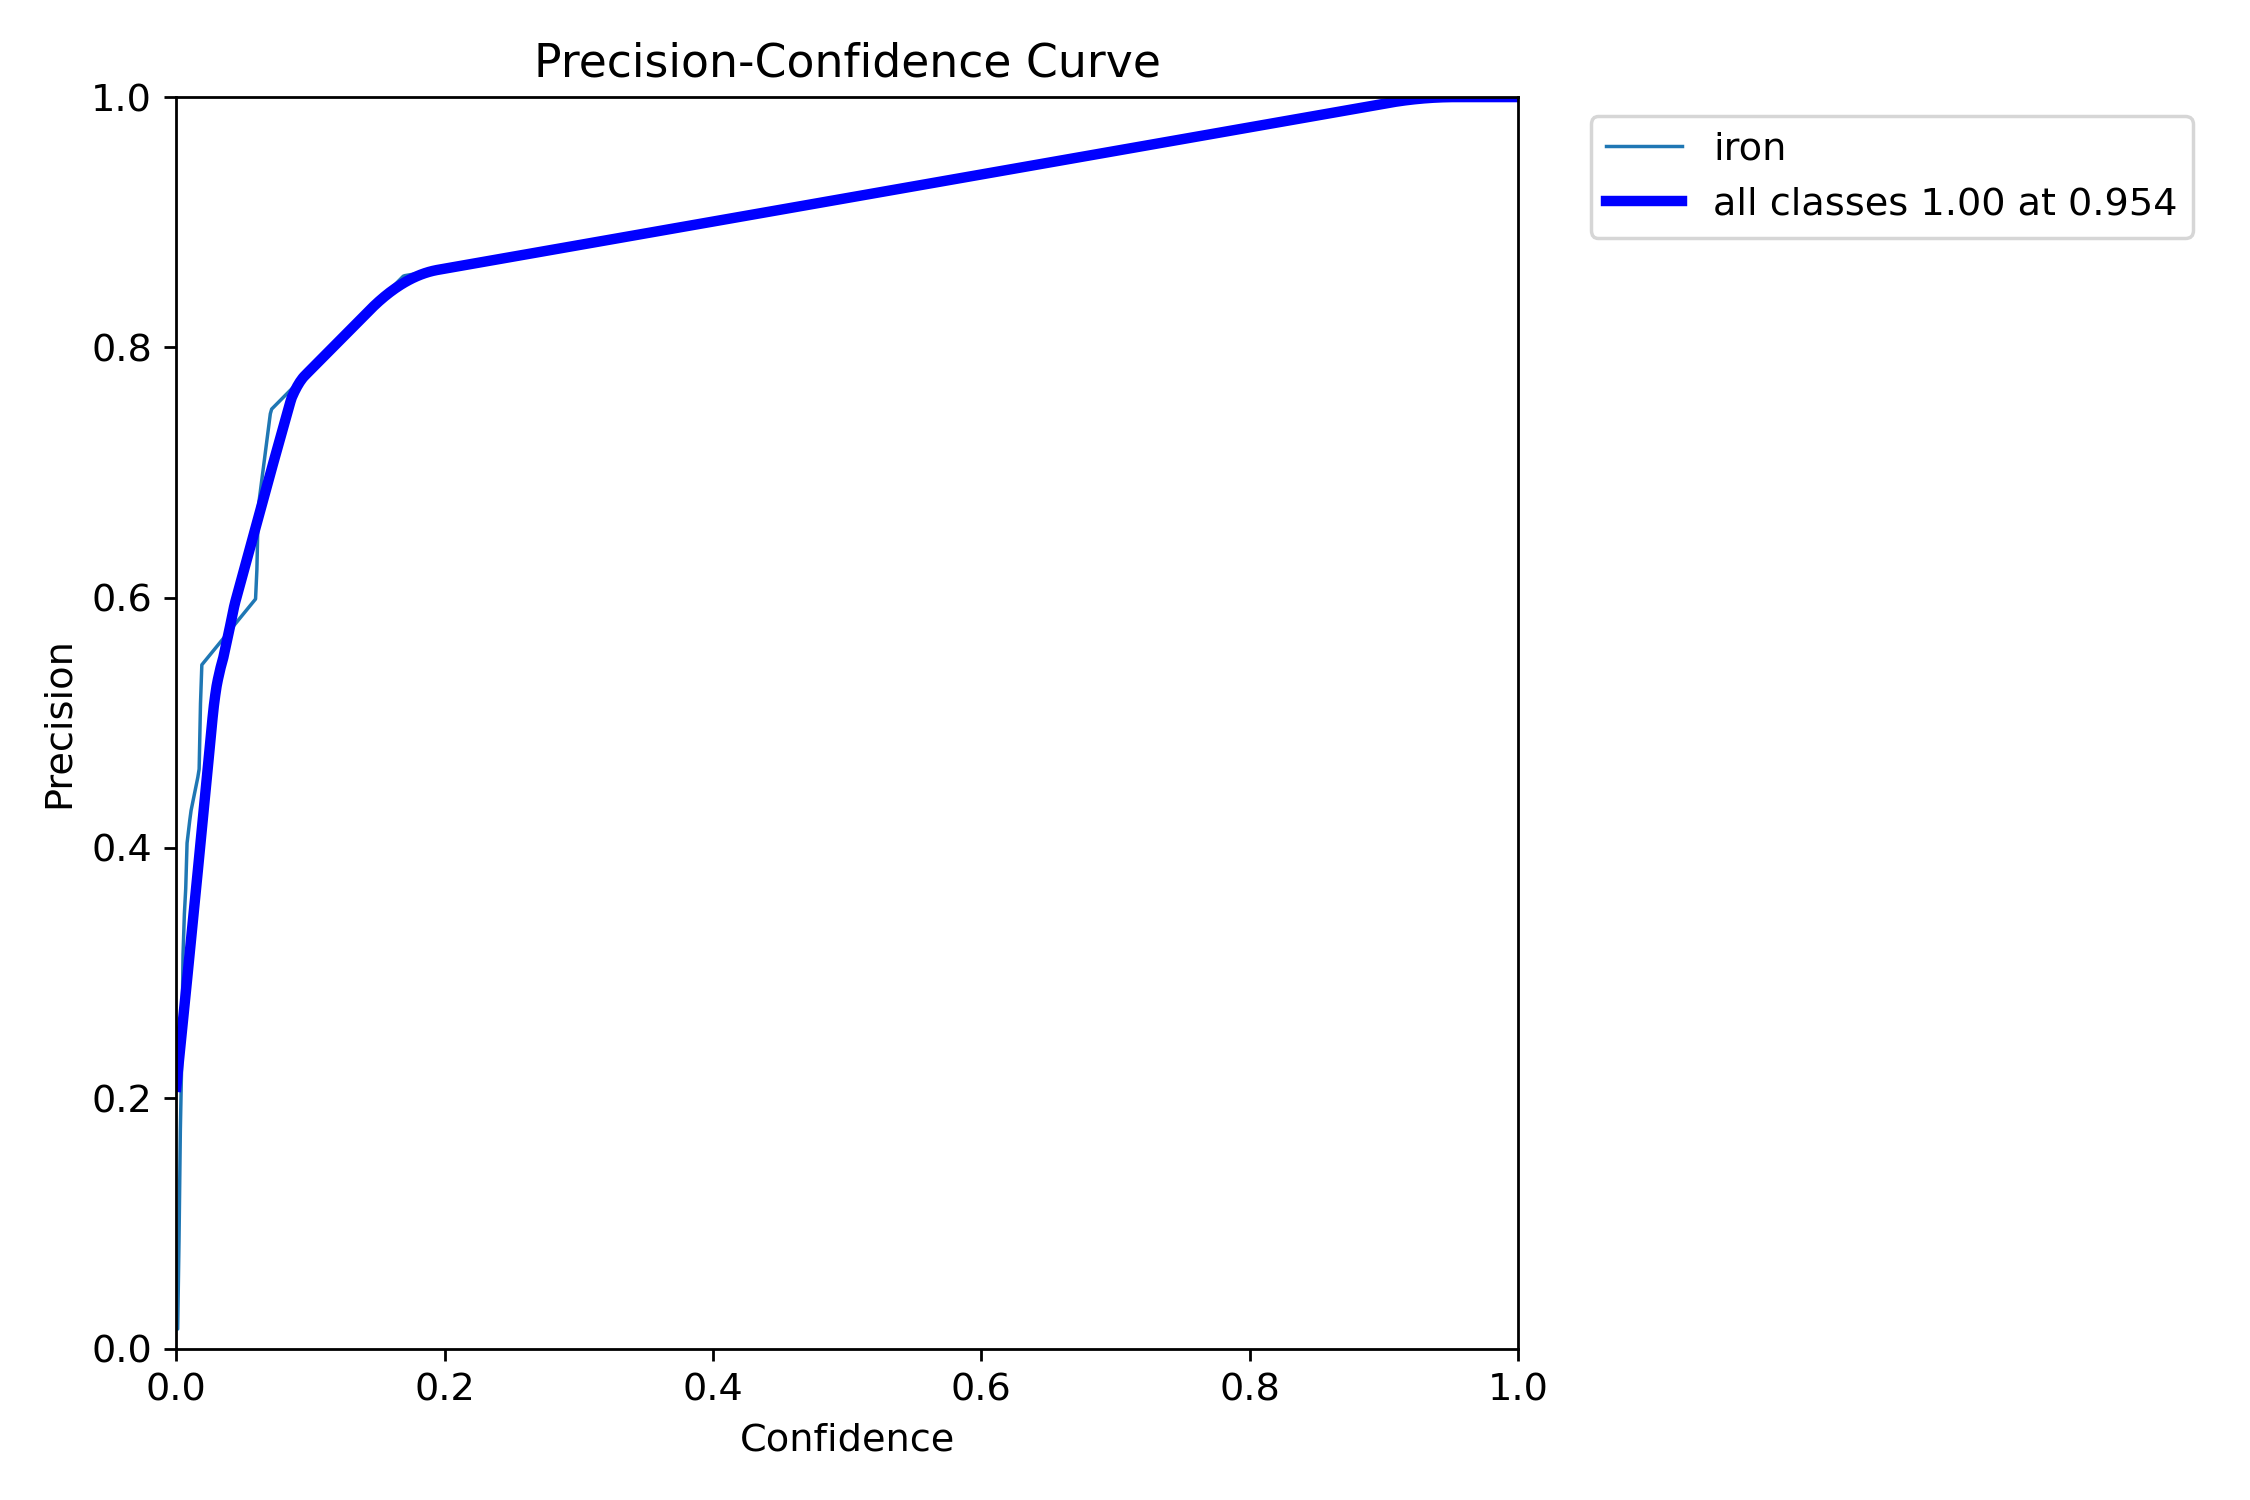 Precision-Confidence Curve
1.0
0.8
0.6
0.4
0.2
0.0
Precision
0.0 0.2 0.4 0.6 0.8 1.0
Confidence
iron
all classes 1.00 at 0.954